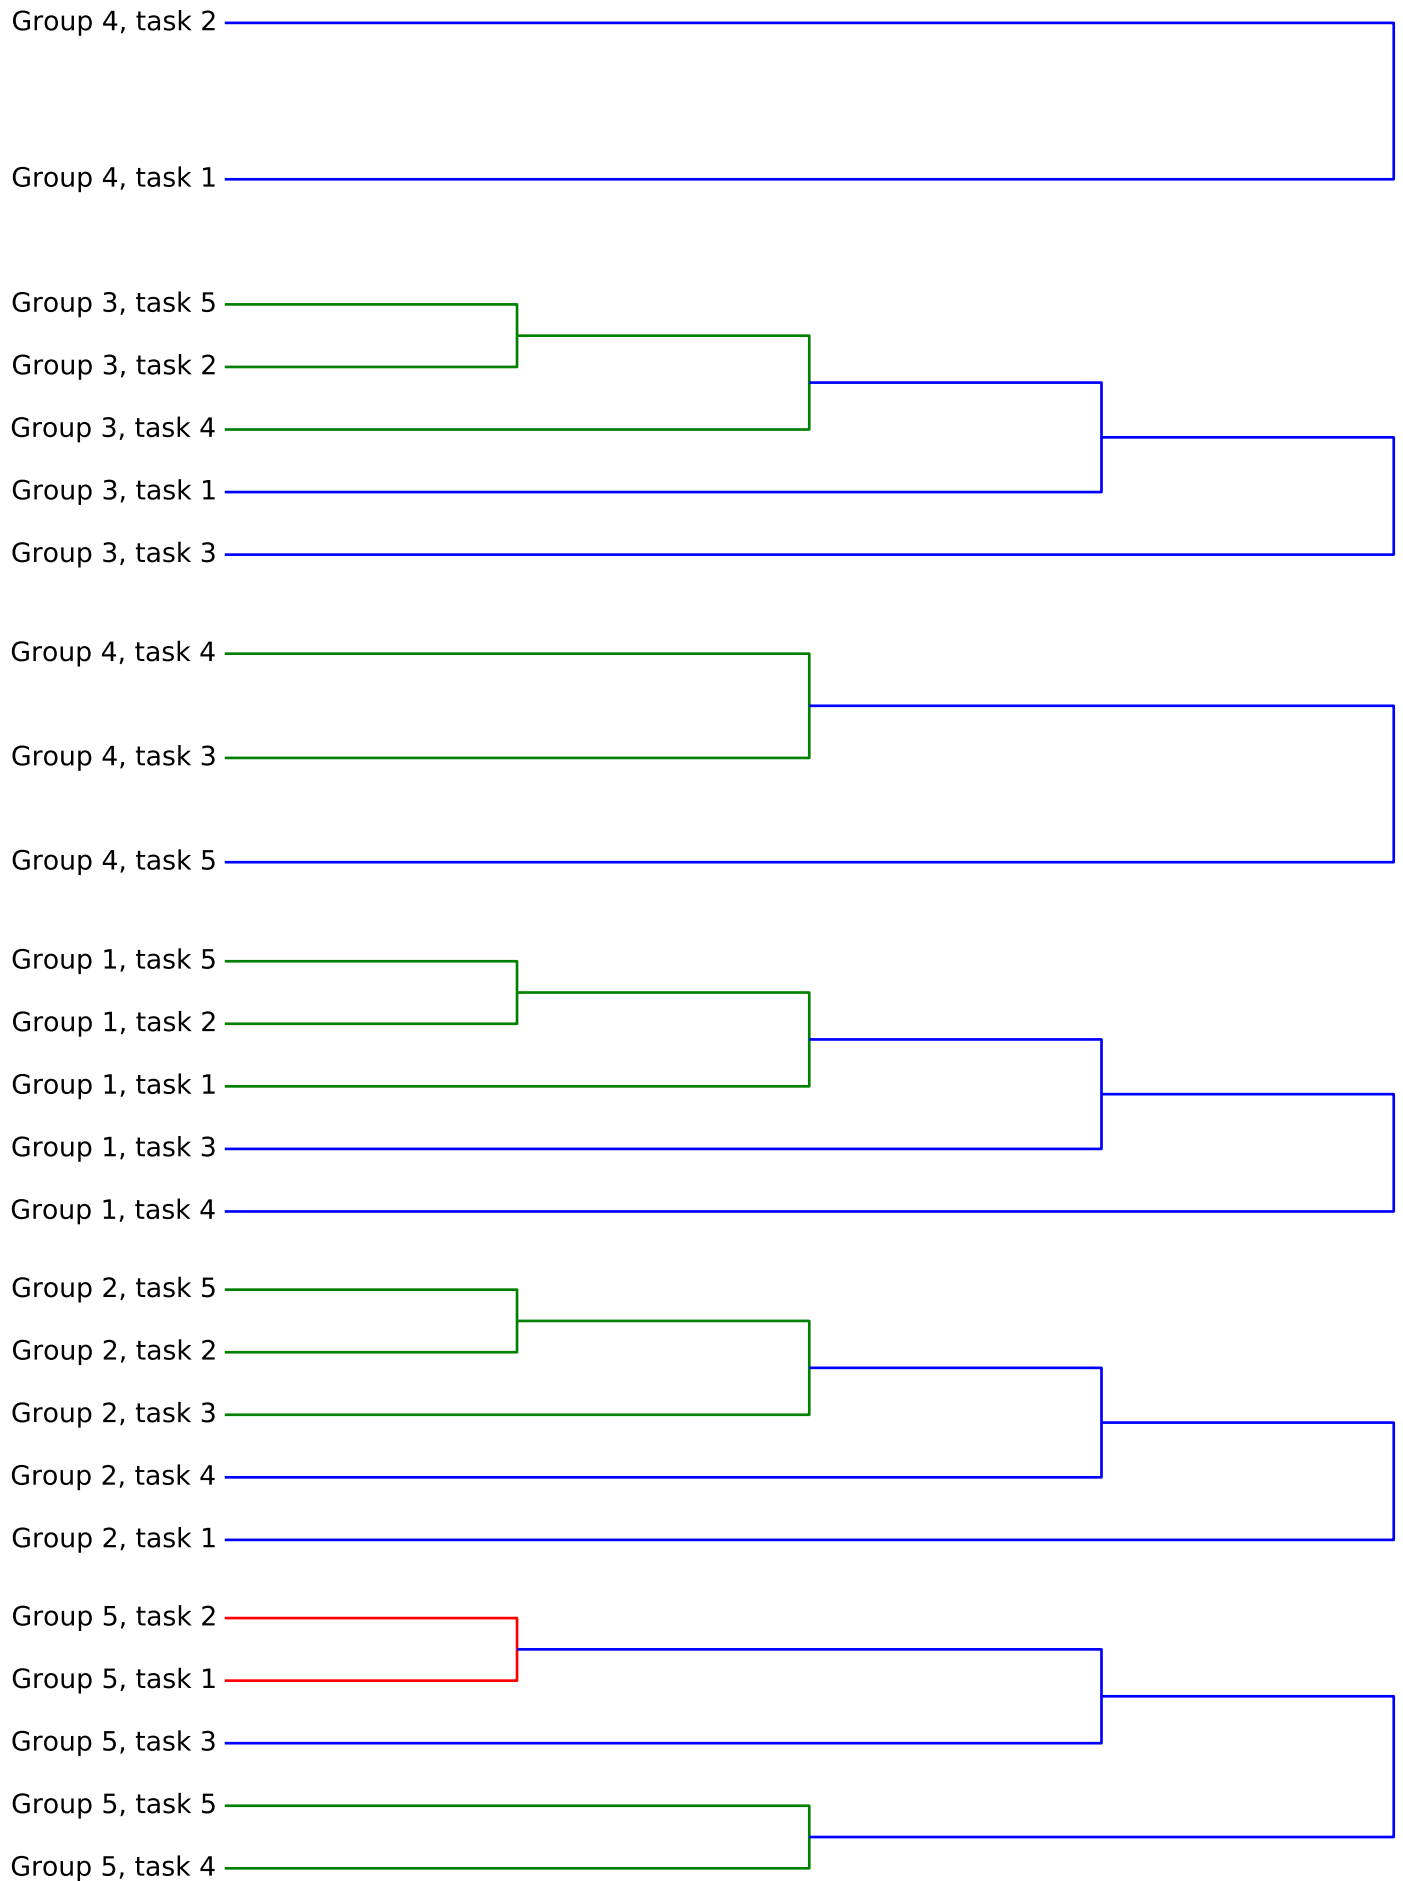 Group 4, task 2
Group 4, task 1
Group 3, task 5
Group 3, task 2
Group 3, task 4
Group 3, task 1
Group 3, task 3
Group 4, task 4
Group 4, task 3
Group 4, task 5
Group 1, task 5
Group 1, task 2
Group 1, task 1
Group 1, task 3
Group 1, task 4
Group 2, task 5
Group 2, task 2
Group 2, task 3
Group 2, task 4
Group 2, task 1
Group 5, task 2
Group 5, task 1
Group 5, task 3
Group 5, task 5
Group 5, task 4